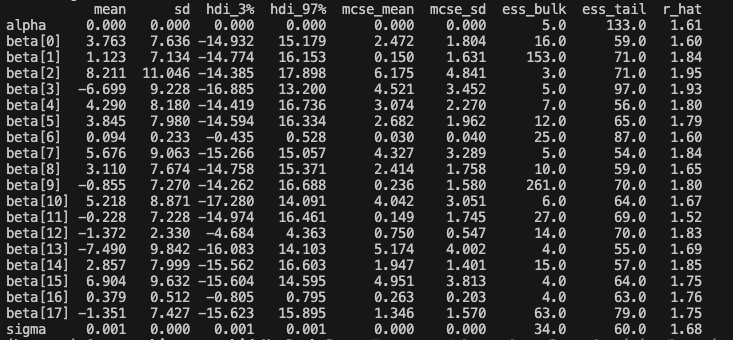 mean sd hdi_3% hdi_97% mcse_mean mcse_sd ess_bulk ess_tail r_hat
alpha 0.000 0.000 0.000 0.000 0.000 0.000 5.0 133.0 1.61
beta[0] 3.763 7.636 -14.932 15.179 2.472 1.804 16.0 59.0 1.60
beta[1] 1.123 7.134 -14.774 16.153 0.150 1.631 153.0 71.0 1.84
beta[2] 8.211 11.046 -14.385 17.898 6.175 4.841 3.0 71.0 1.95
beta[3] -6.699 9.228 -16.885 13.200 4.521 3.452 5.0 97.0 1.93
beta[4] 4.290 8.180 -14.419 16.736 3.074 2.270 7.0 56.0 1.80
beta[5] 3.845 7.980 -14.594 16.334 2.682 1.962 12.0 65.0 1.79
beta[6] 0.094 0.233 -0.435 0.528 0.030 0.040 25.0 87.0 1.60
beta[7] 5.676 9.063 -15.266 15.057 4.327 3.289 5.0 54.0 1.84
beta[8] 3.110 7.674 -14.758 15.371 2.414 1.758 10.0 59.0 1.65
beta[9] -0.855 7.270 -14.262 16.688 0.236 1.580 261.0 70.0 1.80
beta[10] 5.218 8.871 -17.280 14.091 4.042 3.051 6.0 64.0 1.67
beta[11] -0.228 7.228 -14.974 16.461 0.149 1.745 27.0 69.0 1.52
beta[12] -1.372 2.330 -4.684 4.363 0.750 0.547 14.0 70.0 1.83
beta[13] -7.490 9.842 -16.083 14.103 5.174 4.002 4.0 55.0 1.69
beta[14] 2.857 7.999 -15.562 16.603 1.947 1.401 15.0 57.0 1.85
beta[15] 6.904 9.632 -15.604 14.595 4.951 3.813 4.0 64.0 1.75
beta[16] 0.379 0.512 -0.805 0.795 0.263 0.203 4.0 63.0 1.76
beta[17] -1.351 7.427 -15.623 15.895 1.346 1.570 63.0 79.0 1.75
sigma 0.001 0.000 0.001 0.001 0.000 0.000 34.0 60.0 1.68